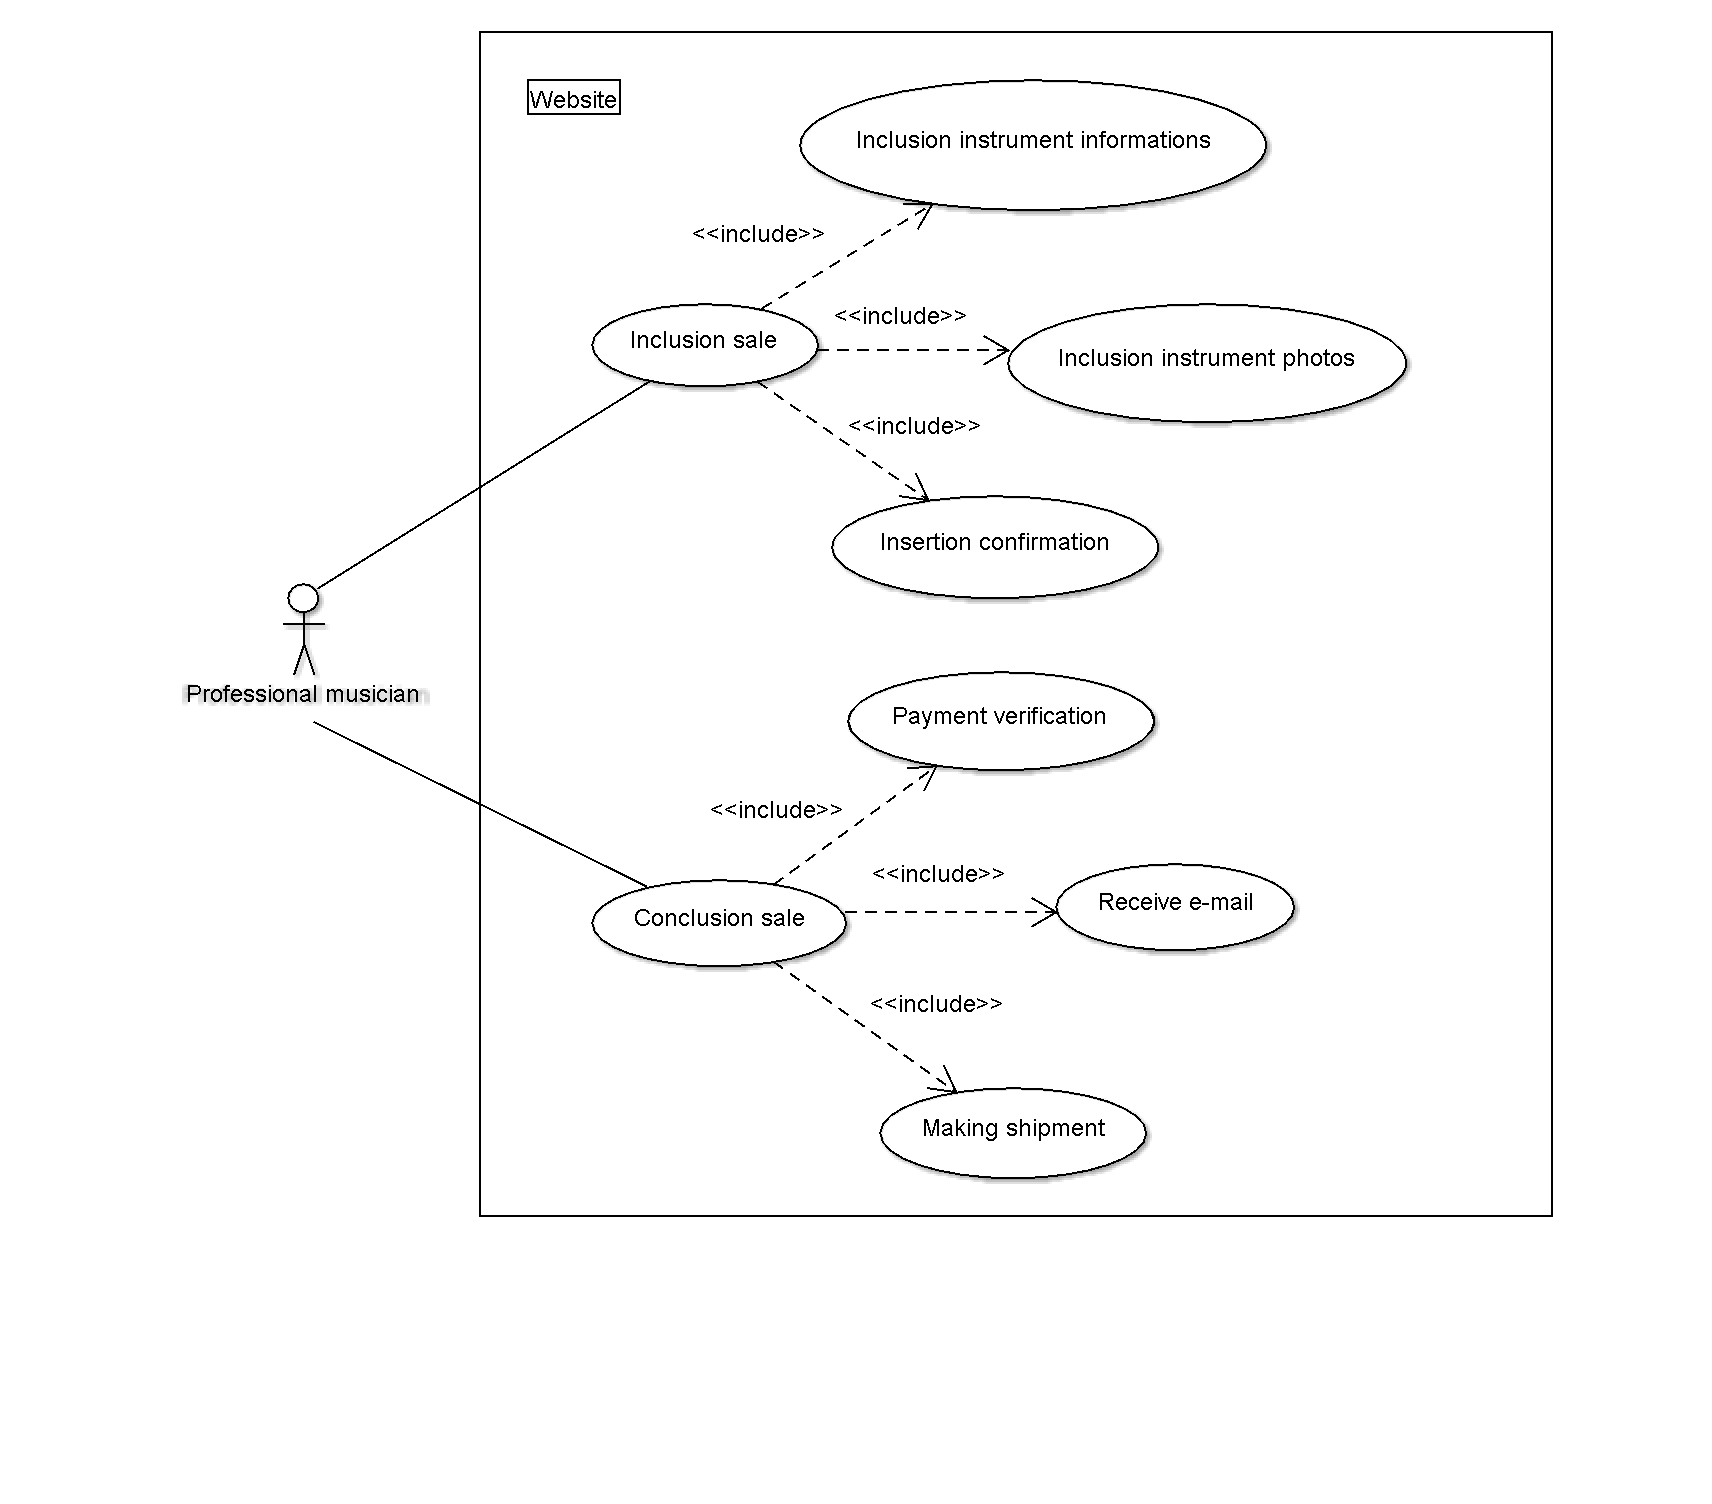 Website
Inclusion instrument informations
<<include>>
<<include>>
Inclusion sale
Inclusion instrument photos
<<include>>
Insertion confirmation
Professional musician
Payment verification
<<include>>
<<include>>
Receive e-mail
Conclusion sale
<<include>>
Making shipment